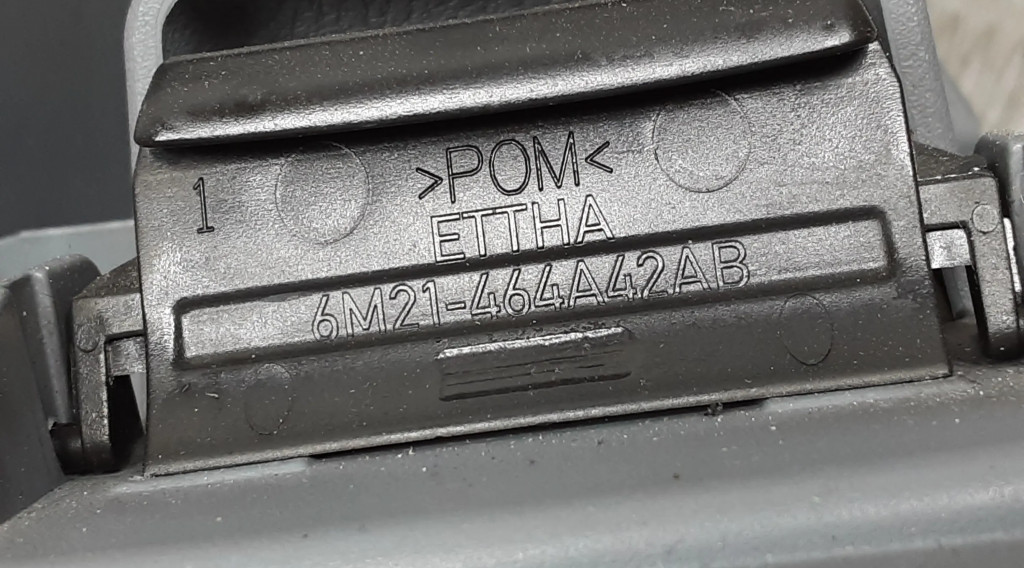 1
>POM<
ETTHA
6M21-464A42AB